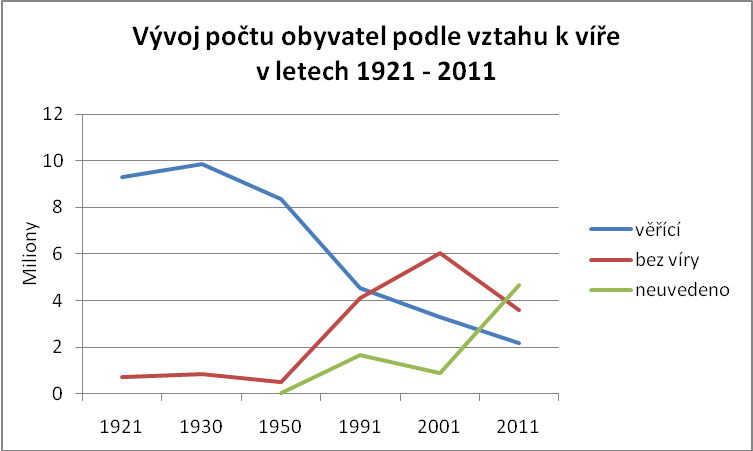 Vývoj počtu obyvatel podle vztahu k víře
v letech 1921 - 2011
12
10
8
6
4
2
0
Miliony
1921 1930 1950 1991 2001 2011
věřící
bez víry
neuvedeno